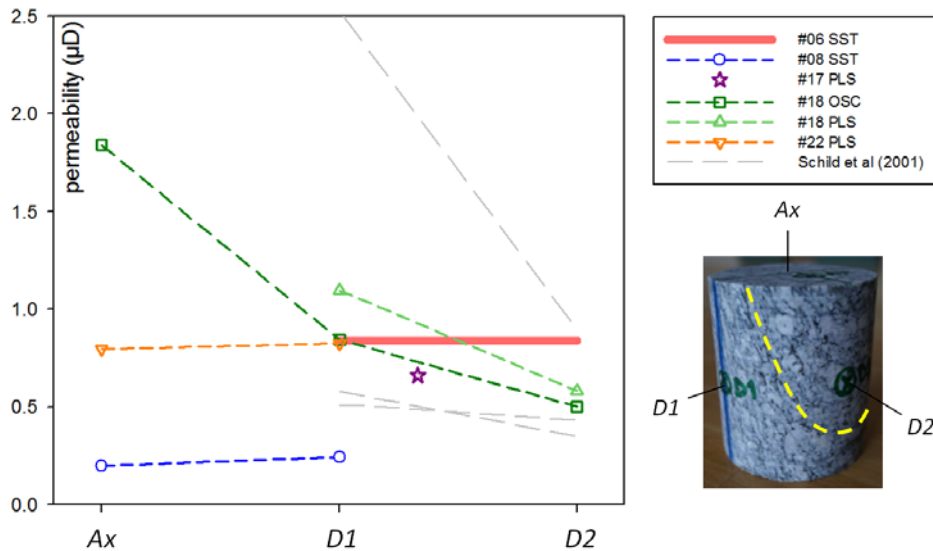 permeability (μD)
2.5
2.0
1.5
1.0
0.5
0.0
Ax
D1
D2
#06 SST
#08 SST
#17 PLS
#18 OSC
#18 PLS
#22 PLS
Schild et al (2001)
Ax
D1
D1
D2